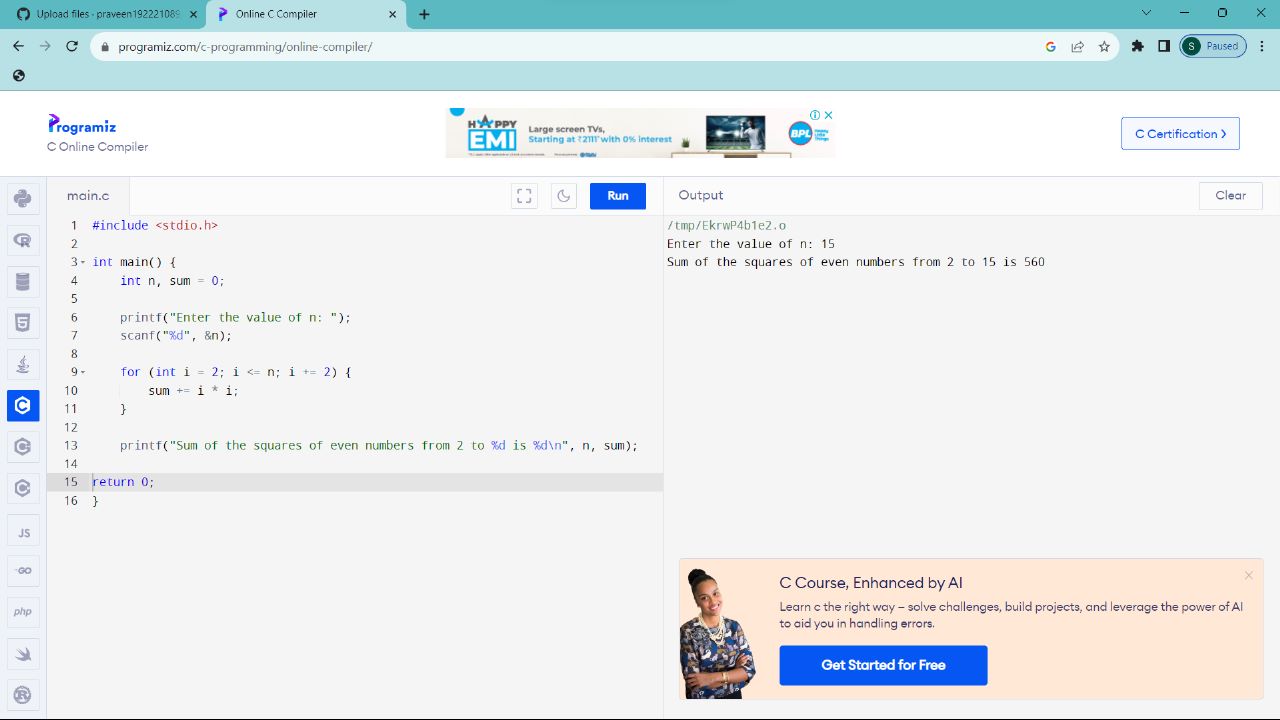 Upload files - praveen192221089
Online C Compiler
programiz.com/c-programming/online-compiler/
S Paused
Programiz
C Online Compiler
HAPPY EMI
Large screen TVs,
Starting at ₹2111* with 0% interest
BPL
C Certification >
main.c
Run
Output
Clear
1 #include <stdio.h>
2
3 int main() {
4 int n, sum = 0;
5
6 printf("Enter the value of n: ");
7 scanf("%d", &n);
8
9 for (int i = 2; i <= n; i += 2) {
10 sum += i * i;
11 }
12
13 printf("Sum of the squares of even numbers from 2 to %d is %d\n", n, sum);
14
15 return 0;
16 }
/tmp/EkrwP4b1e2.o
Enter the value of n: 15
Sum of the squares of even numbers from 2 to 15 is 560
JS
GO
php
C Course, Enhanced by AI
Learn c the right way – solve challenges, build projects, and leverage the power of AI
to aid you in handling errors.
Get Started for Free